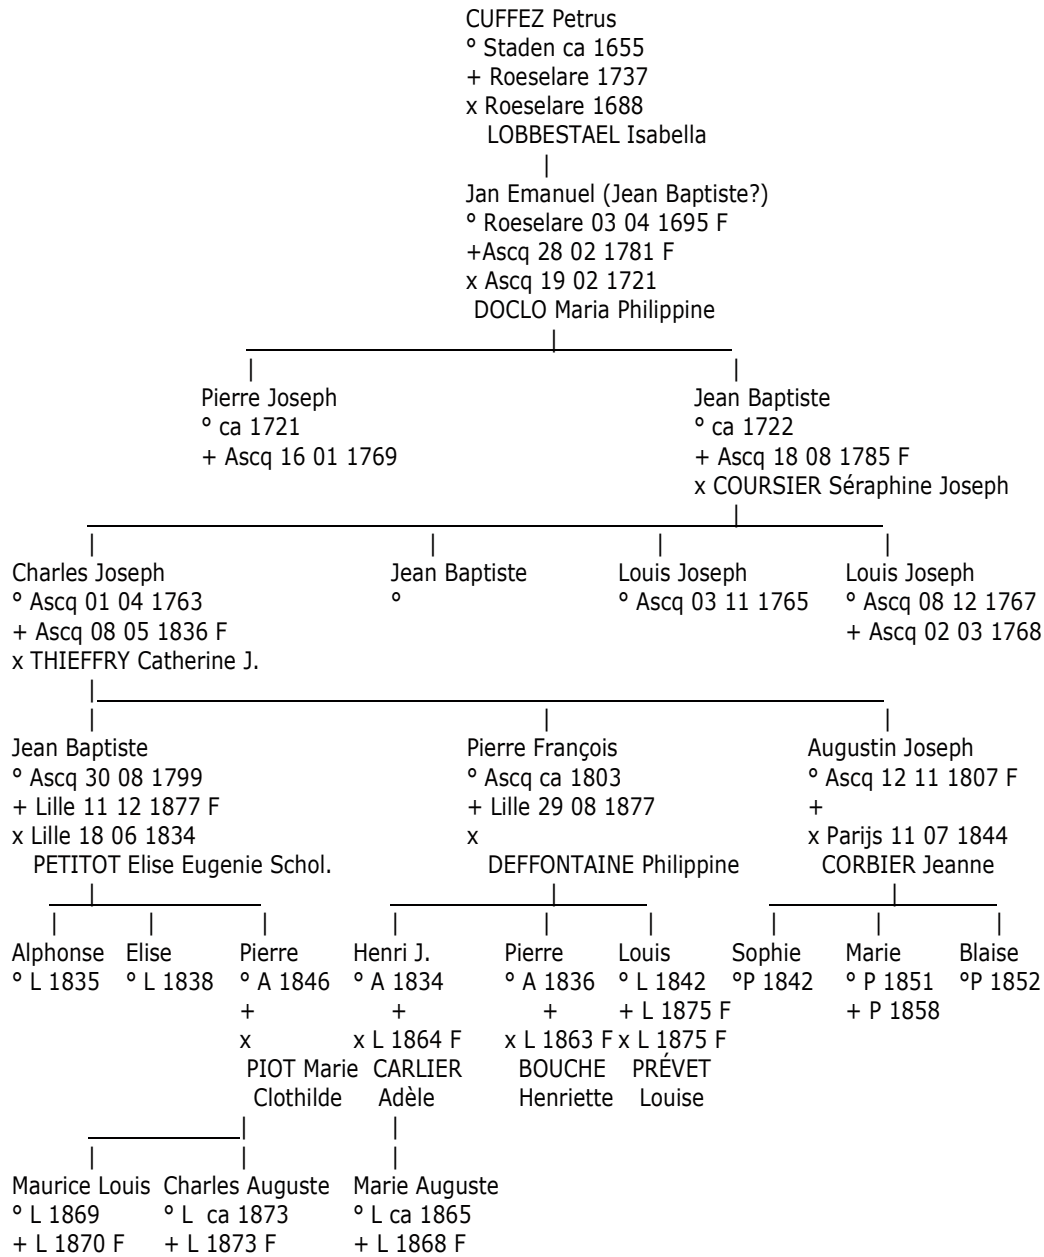 CUFFEZ Petrus
° Staden ca 1655
+ Roeselare 1737
x Roeselare 1688
LOBBESTAEL Isabella
Jan Emanuel (Jean Baptiste?)
° Roeselare 03 04 1695 F
+Ascq 28 02 1781 F
x Ascq 19 02 1721
DOCLO Maria Philippine
Pierre Joseph
° ca 1721
+ Ascq 16 01 1769
Jean Baptiste
° ca 1722
+ Ascq 18 08 1785 F
x COURSIER Séraphine Joseph
Charles Joseph
° Ascq 01 04 1763
+ Ascq 08 05 1836 F
x THIEFFRY Catherine J.
Jean Baptiste
°
Louis Joseph
° Ascq 03 11 1765
Louis Joseph
° Ascq 08 12 1767
+ Ascq 02 03 1768
Jean Baptiste
° Ascq 30 08 1799
+ Lille 11 12 1877 F
x Lille 18 06 1834
PETITOT Elise Eugenie Schol.
Pierre François
° Ascq ca 1803
+ Lille 29 08 1877
x
DEFFONTAINE Philippine
Augustin Joseph
° Ascq 12 11 1807 F
+
x Parijs 11 07 1844
CORBIER Jeanne
Alphonse
° L 1835
Elise
° L 1838
Pierre
° A 1846
+
x
PIOT Marie
Clothilde
Henri J.
° A 1834
+
x L 1864 F
CARLIER
Adèle
Pierre
° A 1836
+
x L 1863 F
BOUCHE
Henriette
Louis
° L 1842
+ L 1875 F
x L 1875 F
PRÉVET
Louise
Sophie
°P 1842
Marie
° P 1851
+ P 1858
Blaise
°P 1852
Maurice Louis
° L 1869
+ L 1870 F
Charles Auguste
° L ca 1873
+ L 1873 F
Marie Auguste
° L ca 1865
+ L 1868 F